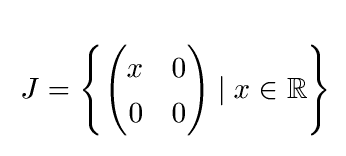 J = { ( x 0 ; 0 0 ) | x ∈ ℝ }